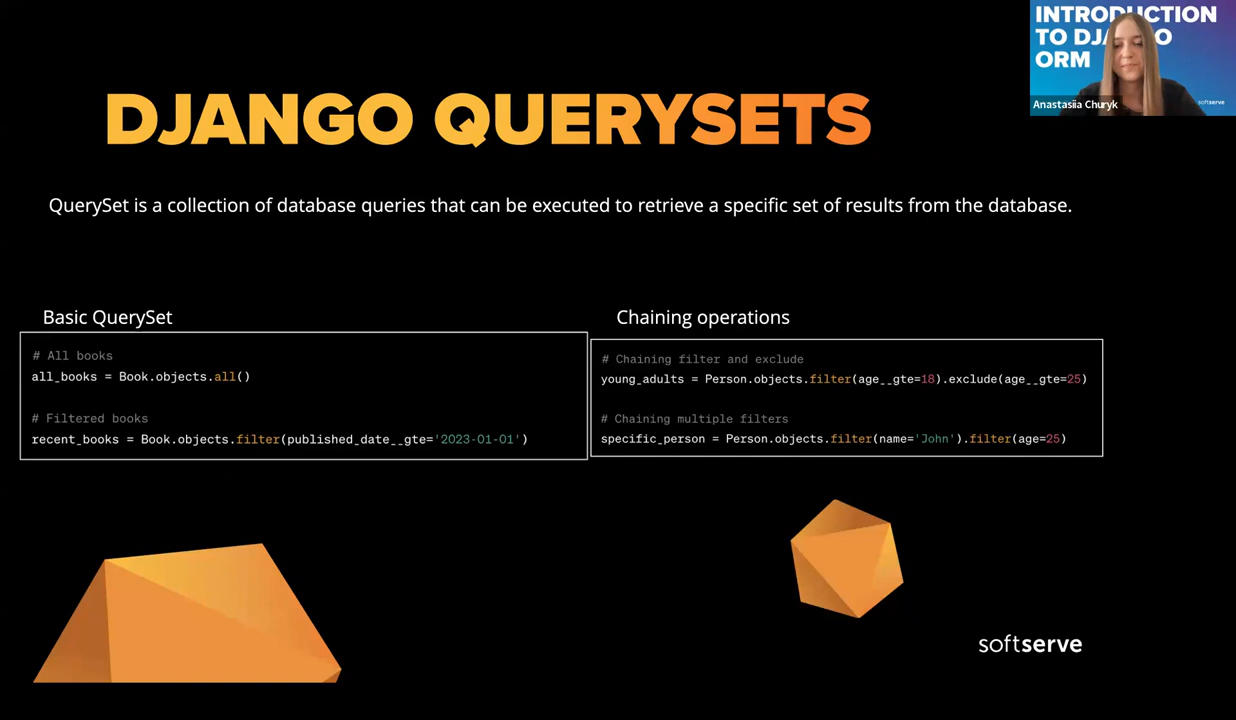 INTRODUCTION
TO DJANGO
ORM
Anastasiia Churyk
softserve
DJANGO QUERYSETS
QuerySet is a collection of database queries that can be executed to retrieve a specific set of results from the database.
Basic QuerySet
# All books
all_books = Book.objects.all()
# Filtered books
recent_books = Book.objects.filter(published_date__gte='2023-01-01')
Chaining operations
# Chaining filter and exclude
young_adults = Person.objects.filter(age__gte=18).exclude(age__gte=25)
# Chaining multiple filters
specific_person = Person.objects.filter(name='John').filter(age=25)
softserve